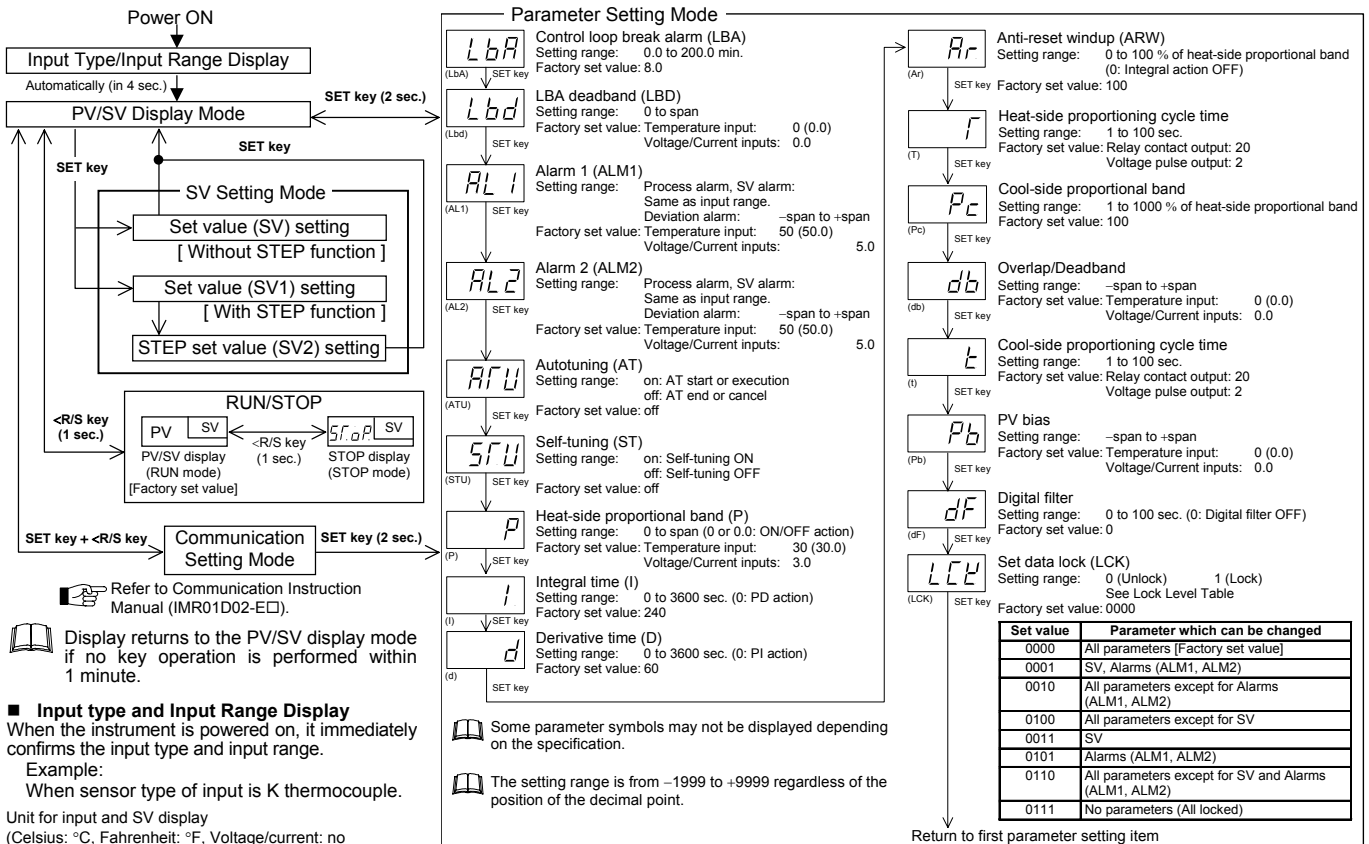 Power ON
Input Type/Input Range Display
Automatically (in 4 sec.)
PV/SV Display Mode
SET key (2 sec.)
SET key
SET key
SV Setting Mode
Set value (SV) setting
[ Without STEP function ]
Set value (SV1) setting
[ With STEP function ]
STEP set value (SV2) setting
RUN/STOP
<R/S key
(1 sec.)
PV SV
<R/S key
(1 sec.)
SV
PV/SV display
(RUN mode)
[Factory set value]
STOP display
(STOP mode)
SET key + <R/S key
Communication
Setting Mode
SET key (2 sec.)
Refer to Communication Instruction
Manual (IMR01D02-E□).
Display returns to the PV/SV display mode
if no key operation is performed within
1 minute.
■ Input type and Input Range Display
When the instrument is powered on, it immediately
confirms the input type and input range.
Example:
When sensor type of input is K thermocouple.
Unit for input and SV display
(Celsius: °C, Fahrenheit: °F, Voltage/current: no
Parameter Setting Mode
Control loop break alarm (LBA)
Setting range: 0.0 to 200.0 min.
Factory set value: 8.0
(LbA) SET key
LBA deadband (LBD)
Setting range: 0 to span
Factory set value: Temperature input: 0 (0.0)
Voltage/Current inputs: 0.0
(Lbd) SET key
Alarm 1 (ALM1)
Setting range: Process alarm, SV alarm:
Same as input range.
Deviation alarm: −span to +span
Factory set value: Temperature input: 50 (50.0)
Voltage/Current inputs: 5.0
(AL1) SET key
Alarm 2 (ALM2)
Setting range: Process alarm, SV alarm:
Same as input range.
Deviation alarm: −span to +span
Factory set value: Temperature input: 50 (50.0)
Voltage/Current inputs: 5.0
(AL2) SET key
Autotuning (AT)
Setting range: on: AT start or execution
off: AT end or cancel
Factory set value: off
(ATU) SET key
Self-tuning (ST)
Setting range: on: Self-tuning ON
off: Self-tuning OFF
Factory set value: off
(STU) SET key
Heat-side proportional band (P)
Setting range: 0 to span (0 or 0.0: ON/OFF action)
Factory set value: Temperature input: 30 (30.0)
Voltage/Current inputs: 3.0
(P) SET key
Integral time (I)
Setting range: 0 to 3600 sec. (0: PD action)
Factory set value: 240
(I) SET key
Derivative time (D)
Setting range: 0 to 3600 sec. (0: PI action)
Factory set value: 60
(d) SET key
Some parameter symbols may not be displayed depending
on the specification.
The setting range is from −1999 to +9999 regardless of the
position of the decimal point.
Anti-reset windup (ARW)
Setting range: 0 to 100 % of heat-side proportional band
(0: Integral action OFF)
Factory set value: 100
(Ar) SET key
Heat-side proportioning cycle time
Setting range: 1 to 100 sec.
Factory set value: Relay contact output: 20
Voltage pulse output: 2
(T) SET key
Cool-side proportional band
Setting range: 1 to 1000 % of heat-side proportional band
Factory set value: 100
(Pc) SET key
Overlap/Deadband
Setting range: −span to +span
Factory set value: Temperature input: 0 (0.0)
Voltage/Current inputs: 0.0
(db) SET key
Cool-side proportioning cycle time
Setting range: 1 to 100 sec.
Factory set value: Relay contact output: 20
Voltage pulse output: 2
(t) SET key
PV bias
Setting range: −span to +span
Factory set value: Temperature input: 0 (0.0)
Voltage/Current inputs: 0.0
(Pb) SET key
Digital filter
Setting range: 0 to 100 sec. (0: Digital filter OFF)
Factory set value: 0
(dF) SET key
Set data lock (LCK)
Setting range: 0 (Unlock) 1 (Lock)
See Lock Level Table
Factory set value: 0000
(LCK) SET key
Set value Parameter which can be changed
0000 All parameters [Factory set value]
0001 SV, Alarms (ALM1, ALM2)
0010 All parameters except for Alarms
(ALM1, ALM2)
0100 All parameters except for SV
0011 SV
0101 Alarms (ALM1, ALM2)
0110 All parameters except for SV and Alarms
(ALM1, ALM2)
0111 No parameters (All locked)
Return to first parameter setting item